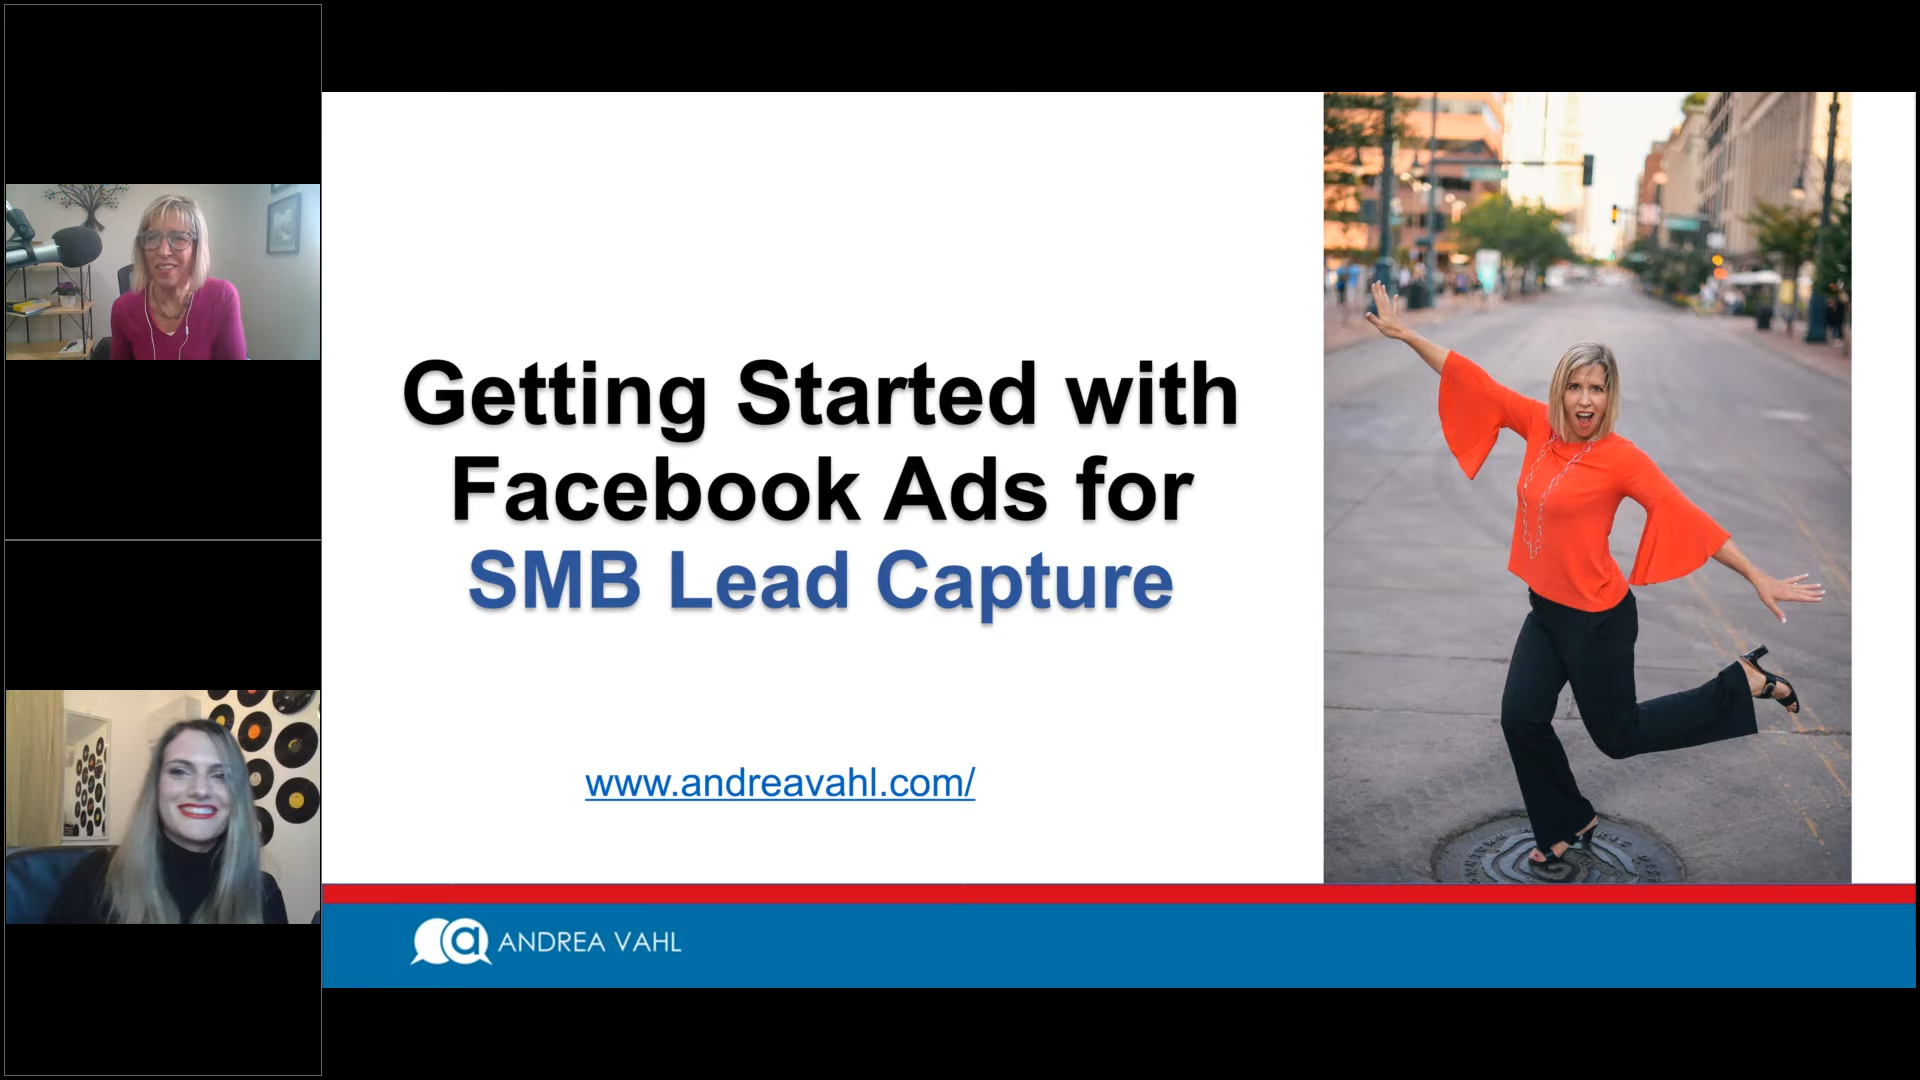 Getting Started with
Facebook Ads for
SMB Lead Capture
www.andreavahl.com/
a ANDREA VAHL